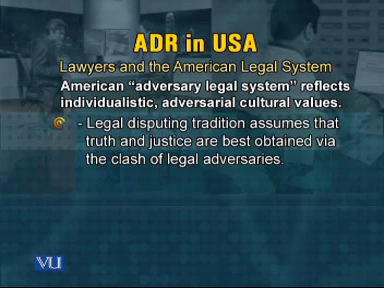 ADR in USA
Lawyers and the American Legal System
American “adversary legal system” reflects
individualistic, adversarial cultural values.
- Legal disputing tradition assumes that
truth and justice are best obtained via
the clash of legal adversaries.
VU